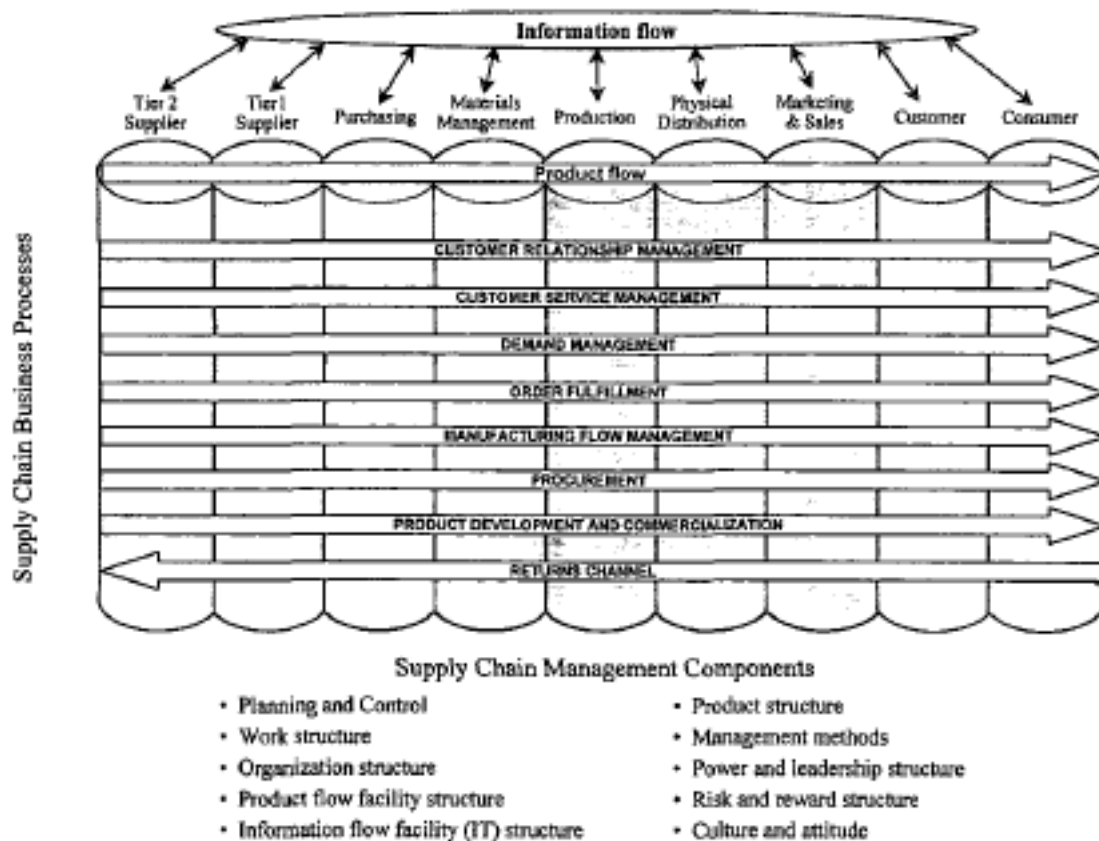 Information flow
Tier 2
Supplier
Tier1
Supplier
Purchasing
Materials
Management
Production
Physical
Distribution
Marketing
& Sales
Customer
Consumer
Product flow
Supply Chain Business Processes
CUSTOMER RELATIONSHIP MANAGEMENT
CUSTOMER SERVICE MANAGEMENT
DEMAND MANAGEMENT
ORDER FULFILLMENT
MANUFACTURING FLOW MANAGEMENT
PROCUREMENT
PRODUCT DEVELOPMENT AND COMMERCIALIZATION
RETURNS CHANNEL
Supply Chain Management Components
• Planning and Control
• Work structure
• Organization structure
• Product flow facility structure
• Information flow facility (IT) structure
• Product structure
• Management methods
• Power and leadership structure
• Risk and reward structure
• Culture and attitude